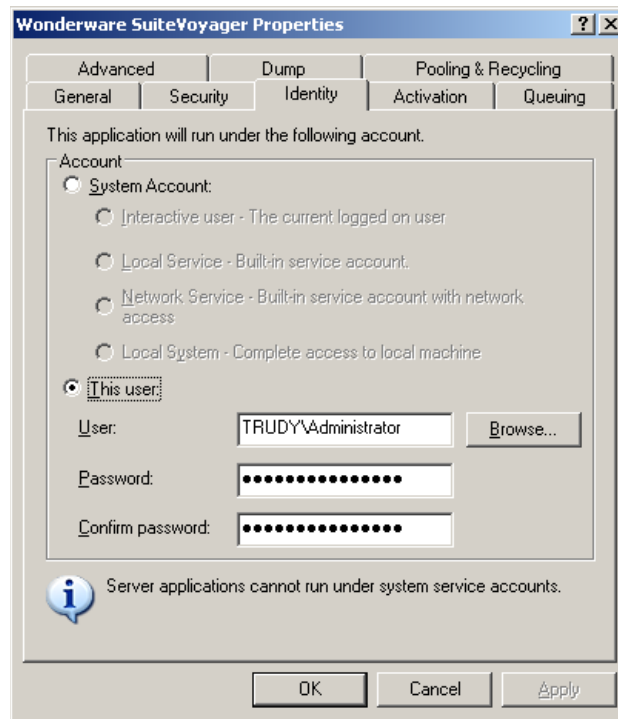 Wonderware SuiteVoyager Properties
Advanced Dump Pooling & Recycling
General Security Identity Activation Queuing
This application will run under the following account.
Account
System Account:
Interactive user - The current logged on user
Local Service - Built-in service account.
Network Service - Built-in service account with network
access
Local System - Complete access to local machine
This user:
User: TRUDY\Administrator Browse...
Password: ●●●●●●●●●●●●●●●
Confirm password: ●●●●●●●●●●●●●●●
Server applications cannot run under system service accounts.
OK Cancel Apply